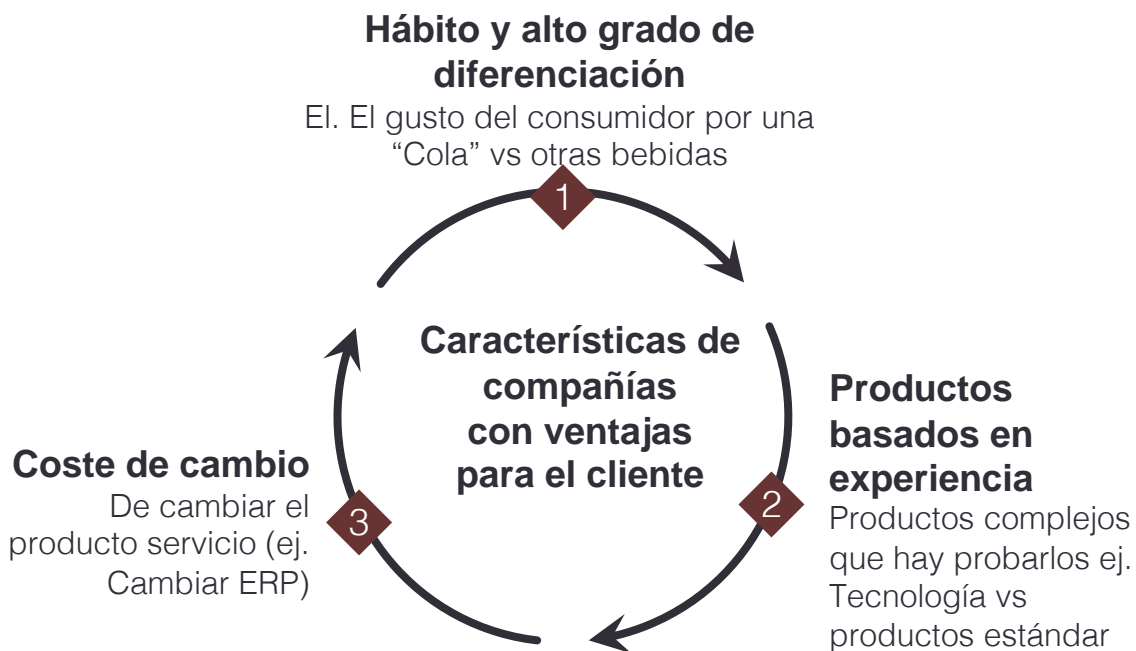 Hábito y alto grado de
diferenciación
El. El gusto del consumidor por una
“Cola” vs otras bebidas
1
Características de
compañías
con ventajas
para el cliente
Productos
basados en
experiencia
2
Productos complejos
que hay probarlos ej.
Tecnología vs
productos estándar
Coste de cambio
De cambiar el
producto servicio (ej.
Cambiar ERP)
3